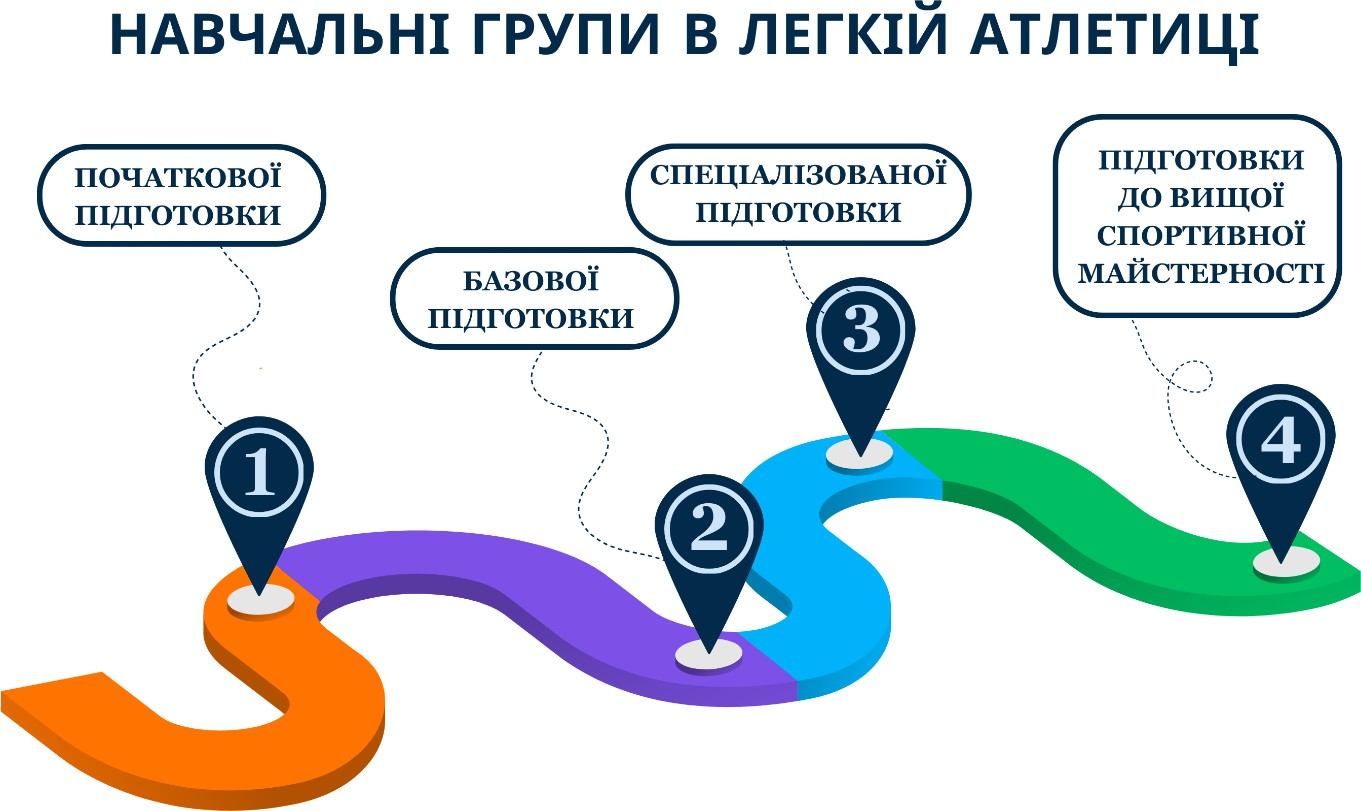 НАВЧАЛЬНІ ГРУПИ В ЛЕГКІЙ АТЛЕТИЦІ
ПОЧАТКОВОЇ
ПІДГОТОВКИ
1
БАЗОВОЇ
ПІДГОТОВКИ
2
СПЕЦІАЛІЗОВАНОЇ
ПІДГОТОВКИ
3
ПІДГОТОВКИ
ДО ВИЩОЇ
СПОРТИВНОЇ
МАЙСТЕРНОСТІ
4